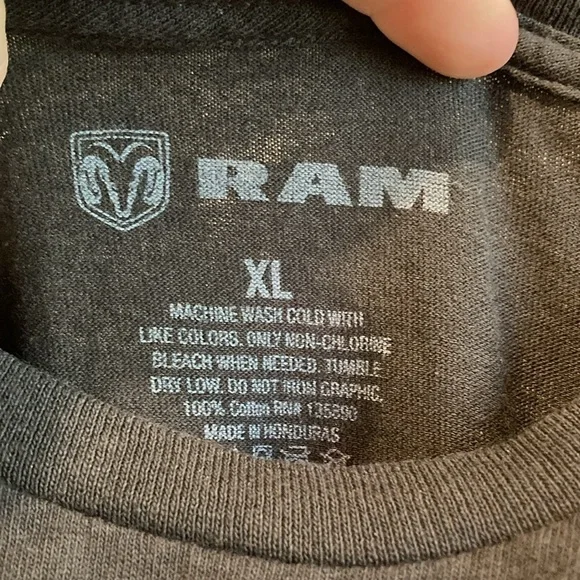 RAM
XL
MACHINE WASH COLD WITH
LIKE COLORS. ONLY NON-CHLORINE
BLEACH WHEN NEEDED. TUMBLE
DRY LOW. DO NOT IRON GRAPHIC.
100% Cotton RN# 135890
MADE IN HONDURAS